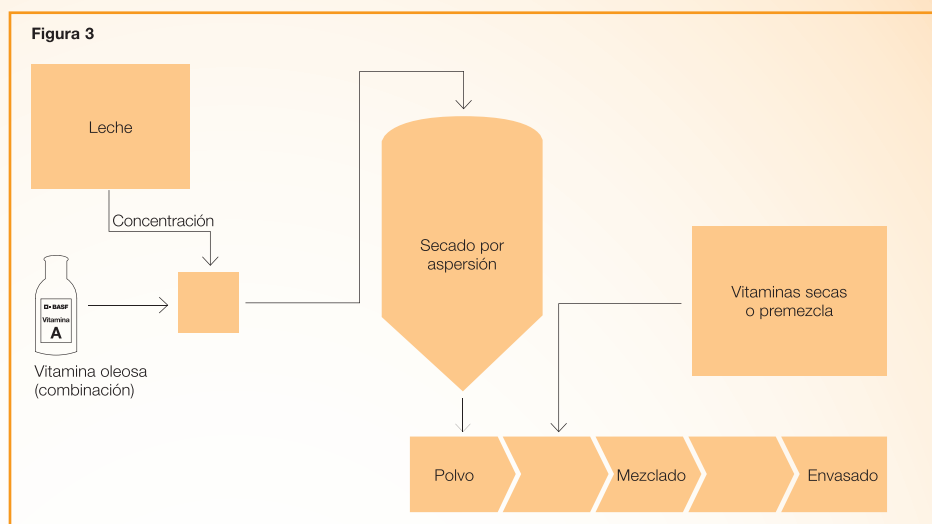 Figura 3
Leche
Concentración
BASF
Vitamina
A
Vitamina oleosa
(combinación)
Secado por
aspersión
Vitaminas secas
o premezcla
Polvo
Mezclado
Envasado